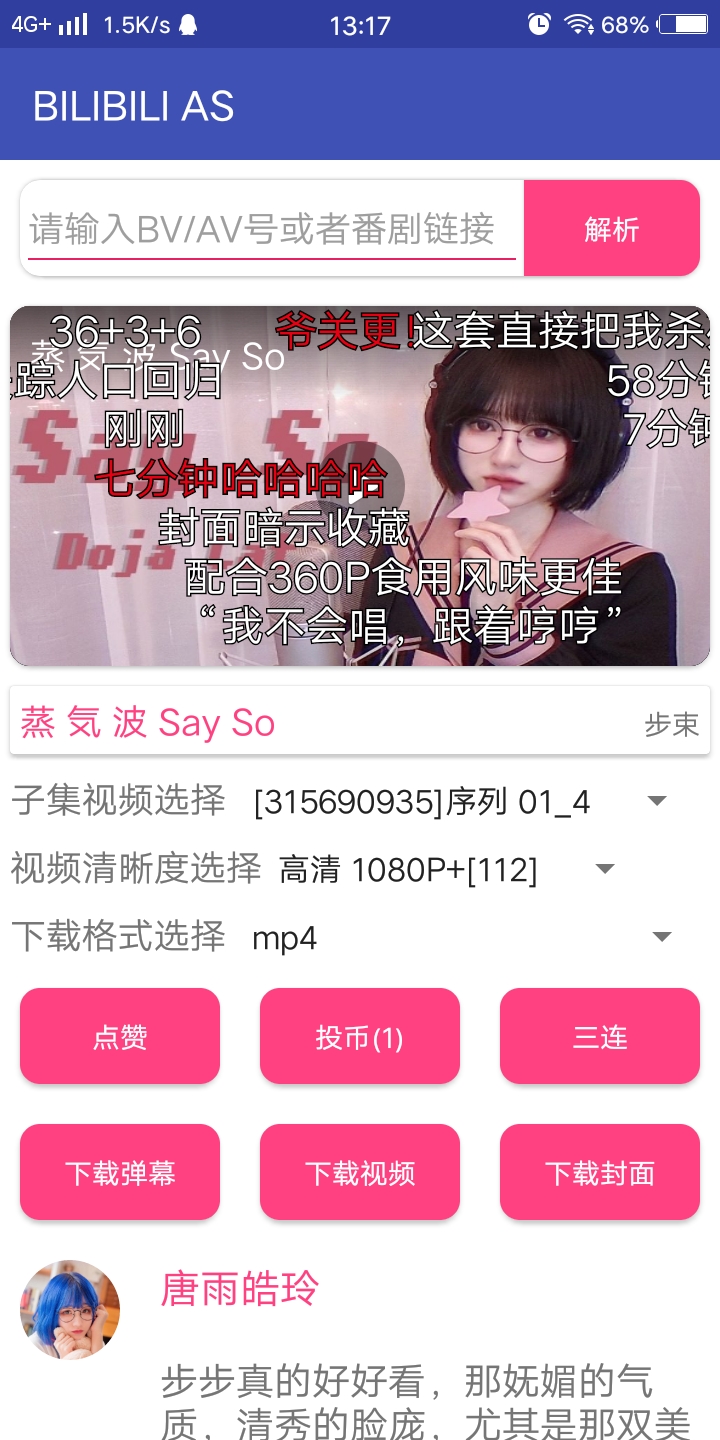 4G+ 1.5K/s 13:17 68%
BILIBILI AS
请输入BV/AV号或者番剧链接 解析
36+3+6 爷关更! 这套直接把我杀
蒸 気 波 Say So
踪人口回归 58分钟
刚刚 7分钟
Say So
七分钟哈哈哈哈
封面暗示收藏
Doja Cat
配合360P食用风味更佳
“我不会唱，跟着哼哼”
蒸 気 波 Say So 步束
子集视频选择 [315690935]序列 01_4
视频清晰度选择 高清 1080P+[112]
下载格式选择 mp4
点赞 投币(1) 三连
下载弹幕 下载视频 下载封面
唐雨皓玲
步步真的好好看，那妩媚的气
质，清秀的脸庞，尤其是那双美